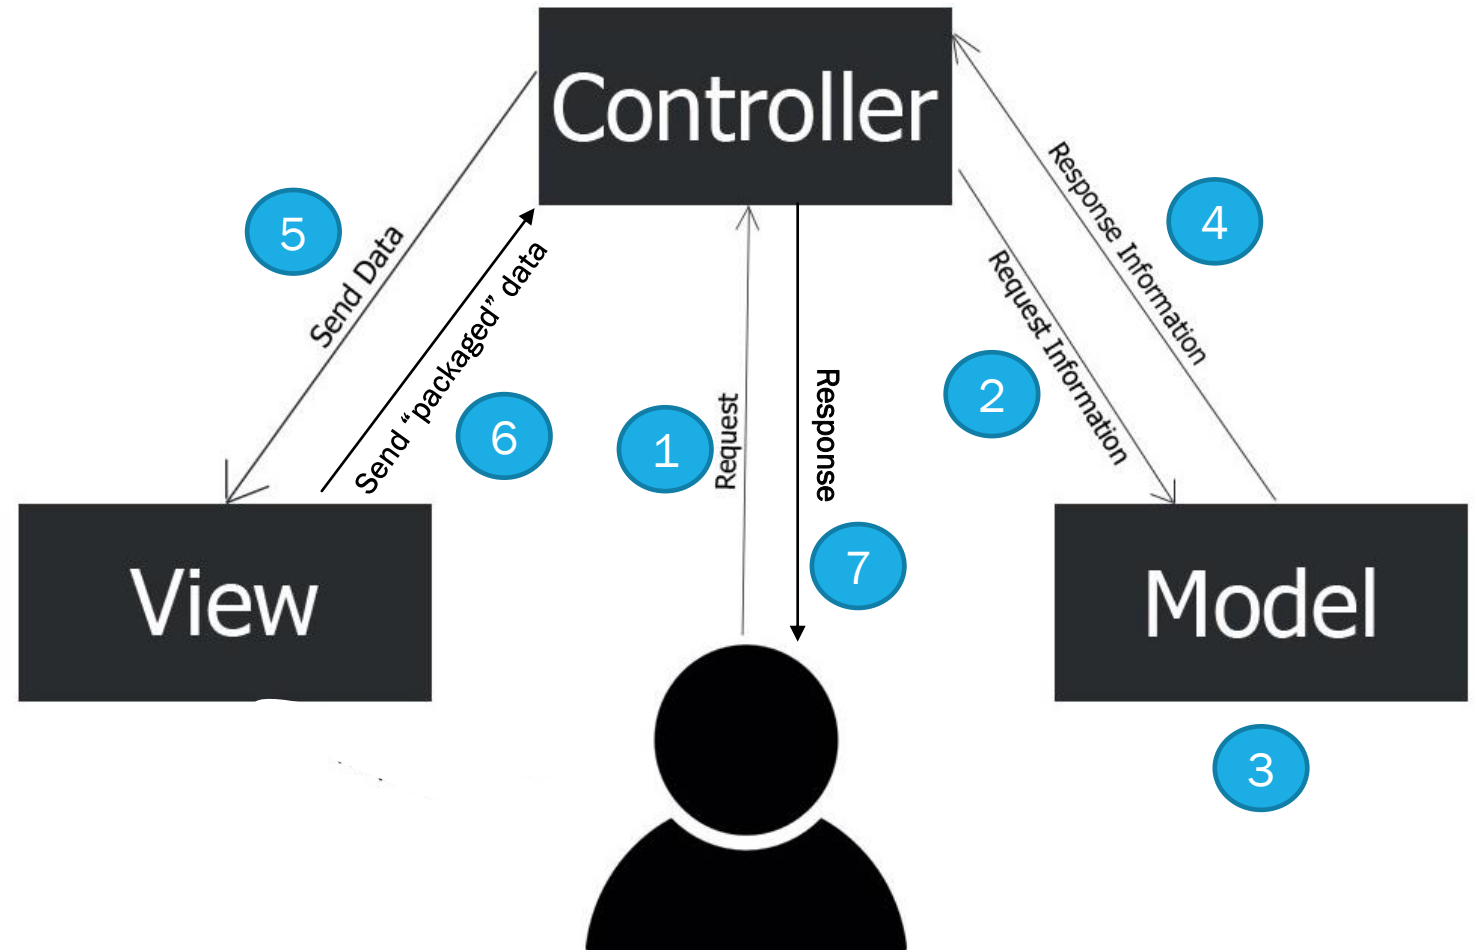 Controller
5
Send Data
Send “packaged” data
6
1
Request
Response
7
2
Request Information
Response Information
4
View
Model
3